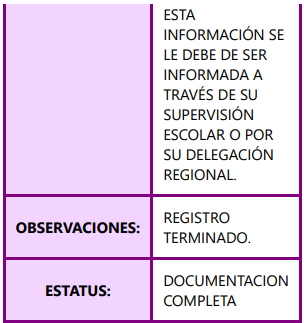 ESTA
INFORMACIÓN SE
LE DEBE DE SER
INFORMADA A
TRAVÉS DE SU
SUPERVISIÓN
ESCOLAR O POR
SU DELEGACIÓN
REGIONAL.
OBSERVACIONES:
REGISTRO
TERMINADO.
ESTATUS:
DOCUMENTACION
COMPLETA